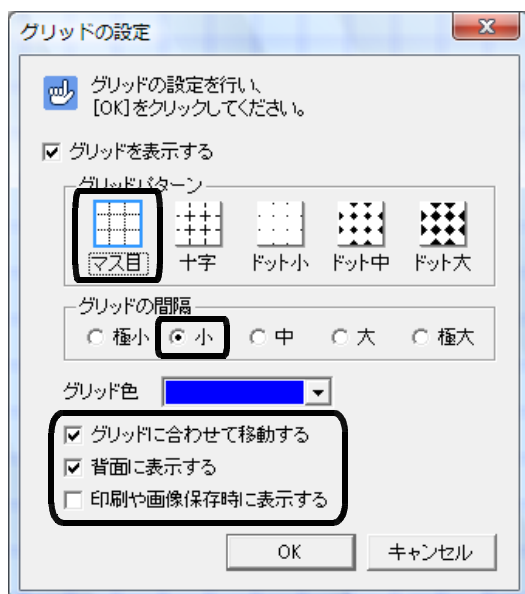 グリッドの設定
グリッドの設定を行い、
[OK]をクリックしてください。
グリッドを表示する
グリッドパターン
マス目 十字 ドット小 ドット中 ドット大
グリッドの間隔
極小 小 中 大 極大
グリッド色
グリッドに合わせて移動する
背面に表示する
印刷や画像保存時に表示する
OK キャンセル